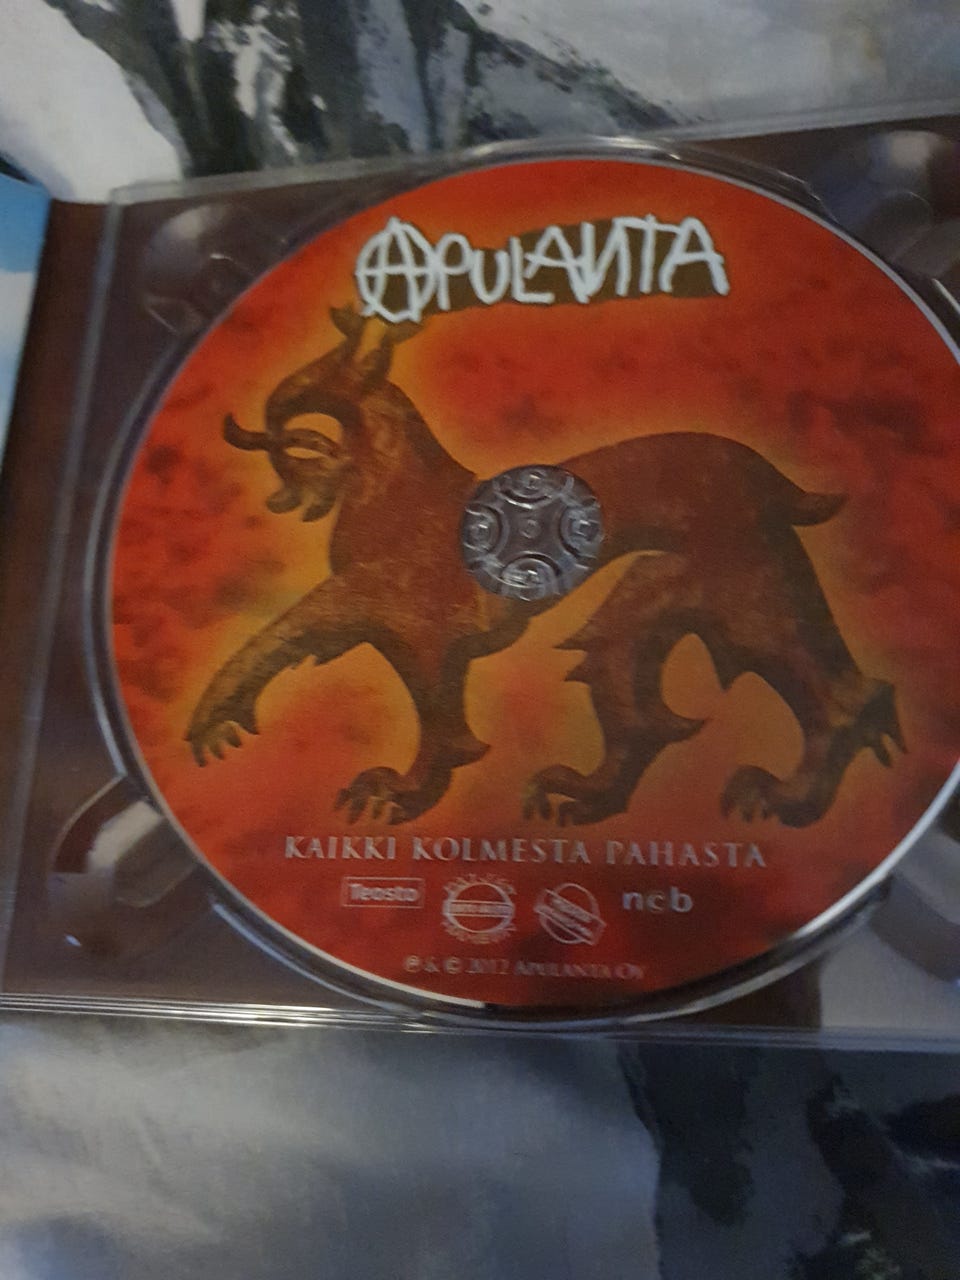 APULANTA
KAIKKI KOLMESTA PAHASTA
Teosto
ncb
℗ & © 2012 APULANTA OY